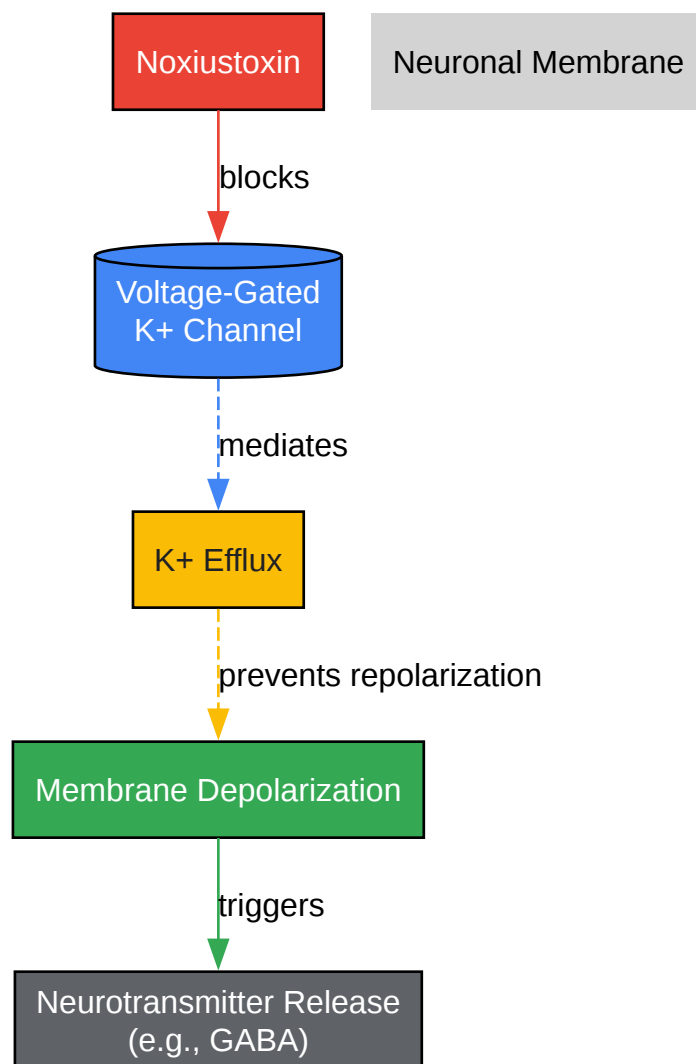 Noxiustoxin
Neuronal Membrane
blocks
Voltage-Gated
K+ Channel
mediates
K+ Efflux
prevents repolarization
Membrane Depolarization
triggers
Neurotransmitter Release
(e.g., GABA)